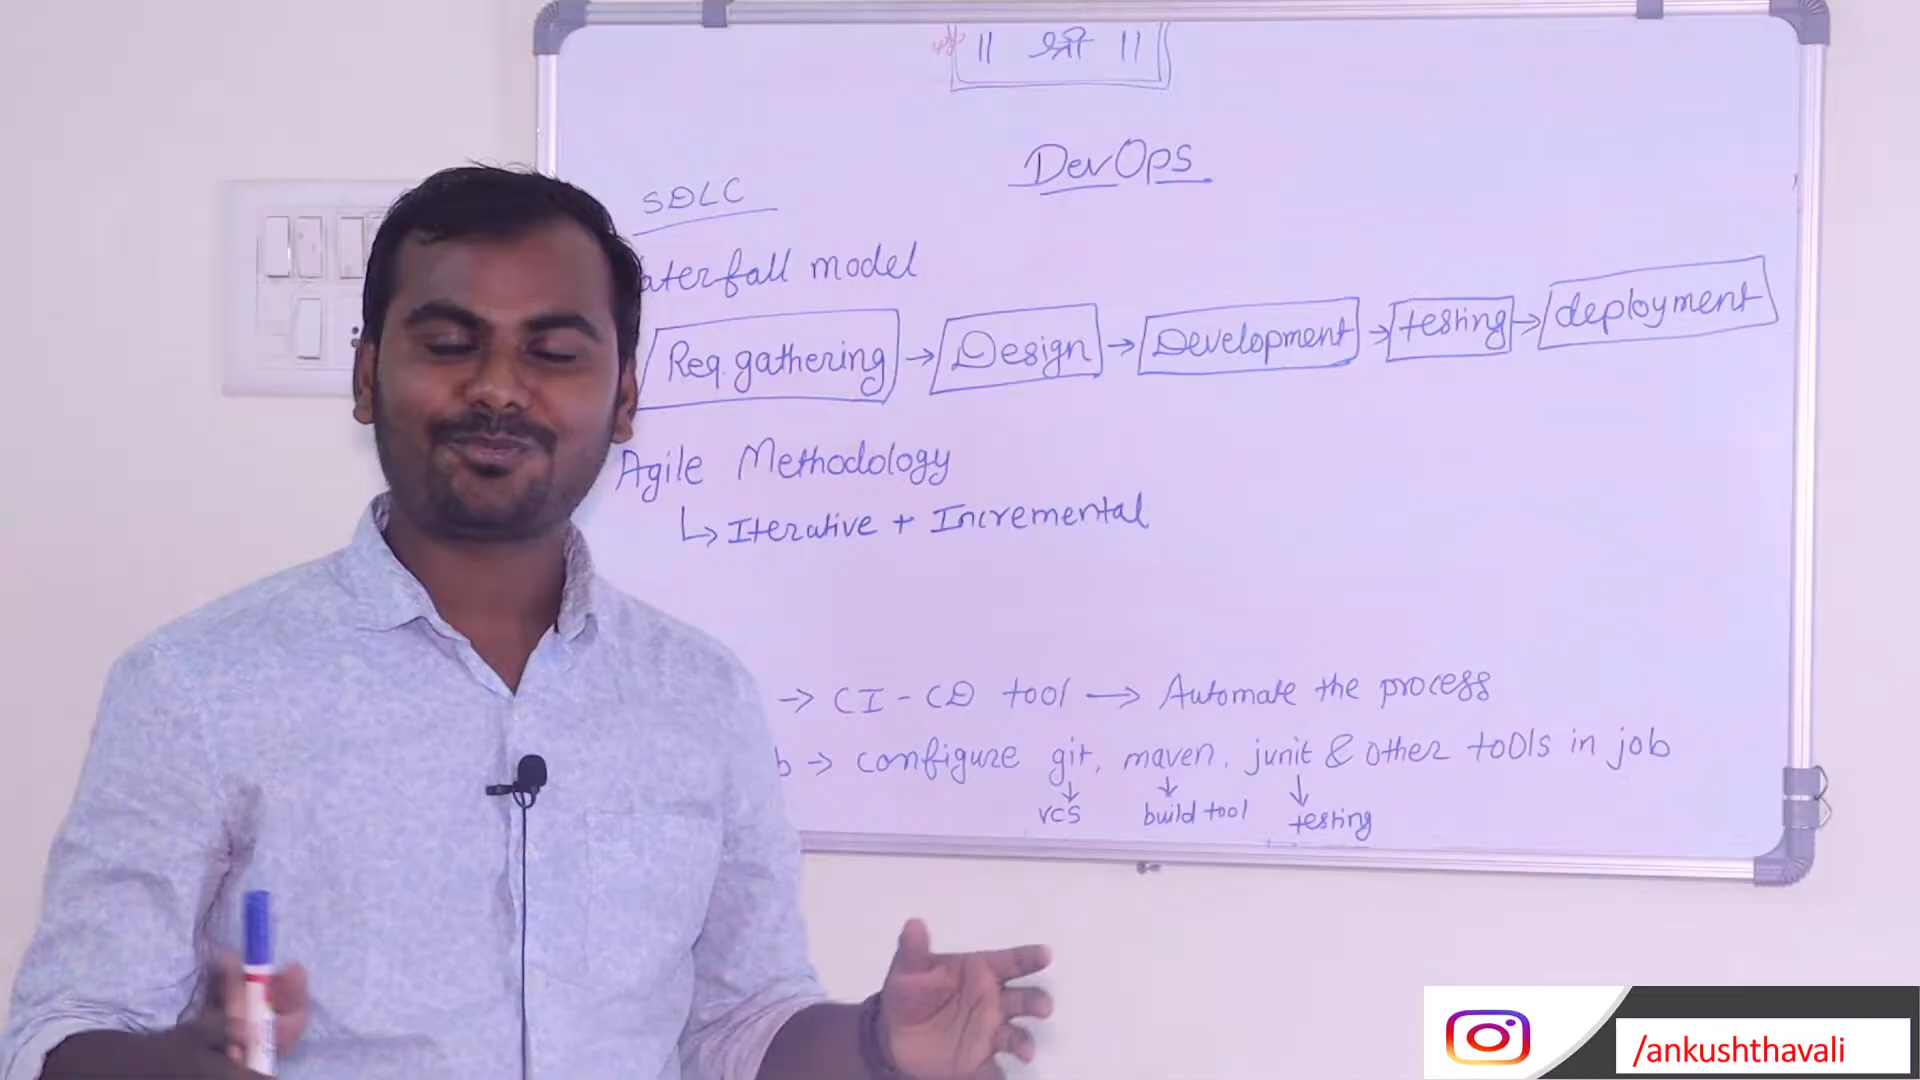 || श्री ||
DevOps
SDLC
aterfall model
Req. gathering → Design → Development → testing → deployment
Agile Methodology
↳ Iterative + Incremental
→ CI - CD tool → Automate the process
b → configure git, maven, junit & other tools in job
↓ ↓ ↓
vcs build tool testing
/ankushthavali